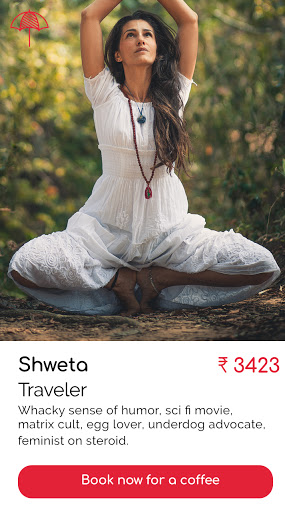 Shweta
₹ 3423
Traveler
Whacky sense of humor, sci fi movie,
matrix cult, egg lover, underdog advocate,
feminist on steroid.
Book now for a coffee